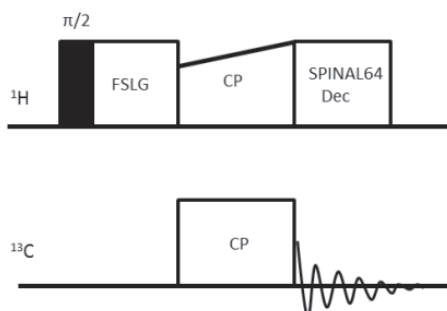 π/2
¹H
FSLG
CP
SPINAL64
Dec
¹³C
CP